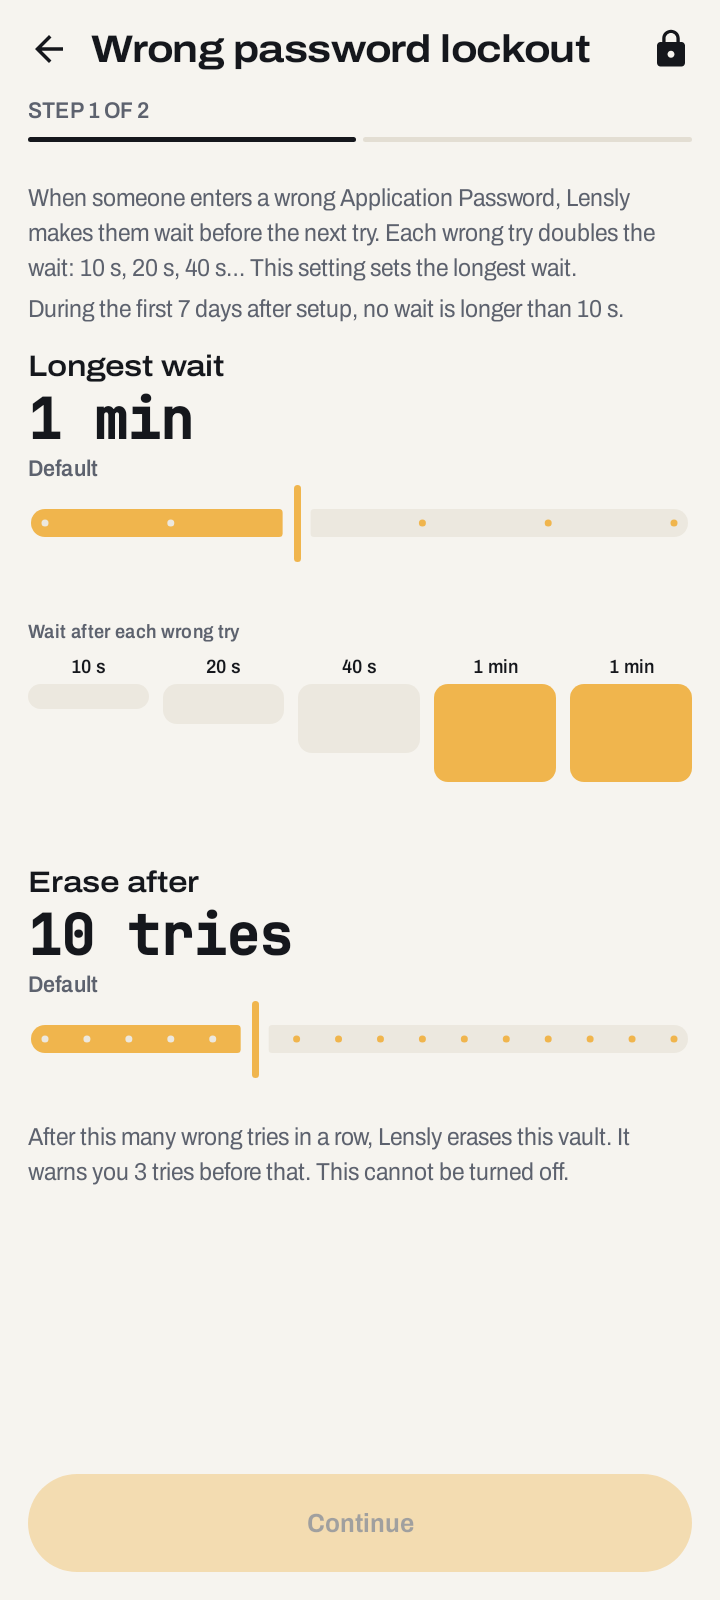 Wrong password lockout
STEP 1 OF 2
When someone enters a wrong Application Password, Lensly
makes them wait before the next try. Each wrong try doubles the
wait: 10 s, 20 s, 40 s... This setting sets the longest wait.
During the first 7 days after setup, no wait is longer than 10 s.
Longest wait
1 min
Default
Wait after each wrong try
10 s 20 s 40 s 1 min 1 min
Erase after
10 tries
Default
After this many wrong tries in a row, Lensly erases this vault. It
warns you 3 tries before that. This cannot be turned off.
Continue